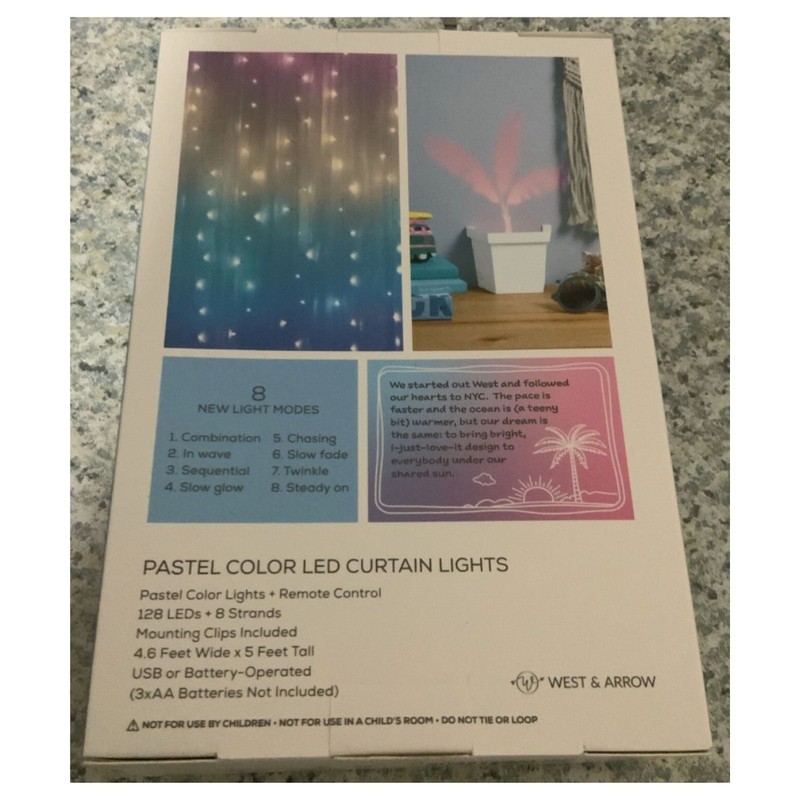 8
NEW LIGHT MODES
1. Combination
2. In wave
3. Sequential
4. Slow glow
5. Chasing
6. Slow fade
7. Twinkle
8. Steady on
We started out West and followed
our hearts to NYC. The pace is
faster and the ocean is (a teeny
bit) warmer, but our dream is
the same: to bring bright,
i-just-love-it design to
everybody under our
shared sun.
PASTEL COLOR LED CURTAIN LIGHTS
Pastel Color Lights + Remote Control
128 LEDs + 8 Strands
Mounting Clips Included
4.6 Feet Wide x 5 Feet Tall
USB or Battery-Operated
(3xAA Batteries Not Included)
WEST & ARROW
NOT FOR USE BY CHILDREN • NOT FOR USE IN A CHILD'S ROOM • DO NOT TIE OR LOOP